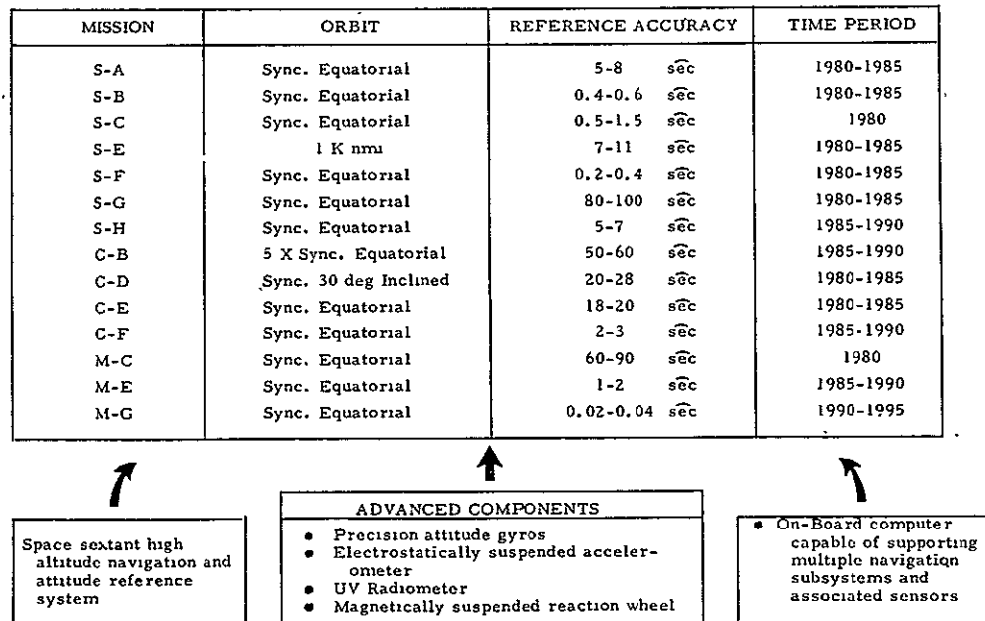 MISSION ORBIT REFERENCE ACCURACY TIME PERIOD
S-A Sync. Equatorial 5-8 sec 1980-1985
S-B Sync. Equatorial 0.4-0.6 sec 1980-1985
S-C Sync. Equatorial 0.5-1.5 sec 1980
S-E 1 K nmi 7-11 sec 1980-1985
S-F Sync. Equatorial 0.2-0.4 sec 1980-1985
S-G Sync. Equatorial 80-100 sec 1980-1985
S-H Sync. Equatorial 5-7 sec 1985-1990
C-B 5 X Sync. Equatorial 50-60 sec 1985-1990
C-D Sync. 30 deg Inclined 20-28 sec 1980-1985
C-E Sync. Equatorial 18-20 sec 1980-1985
C-F Sync. Equatorial 2-3 sec 1985-1990
M-C Sync. Equatorial 60-90 sec 1980
M-E Sync. Equatorial 1-2 sec 1985-1990
M-G Sync. Equatorial 0.02-0.04 sec 1990-1995
Space sextant high
altitude navigation and
attitude reference
system
ADVANCED COMPONENTS
• Precision attitude gyros
• Electrostatically suspended acceler-
ometer
• UV Radiometer
• Magnetically suspended reaction wheel
• On-Board computer
capable of supporting
multiple navigation
subsystems and
associated sensors